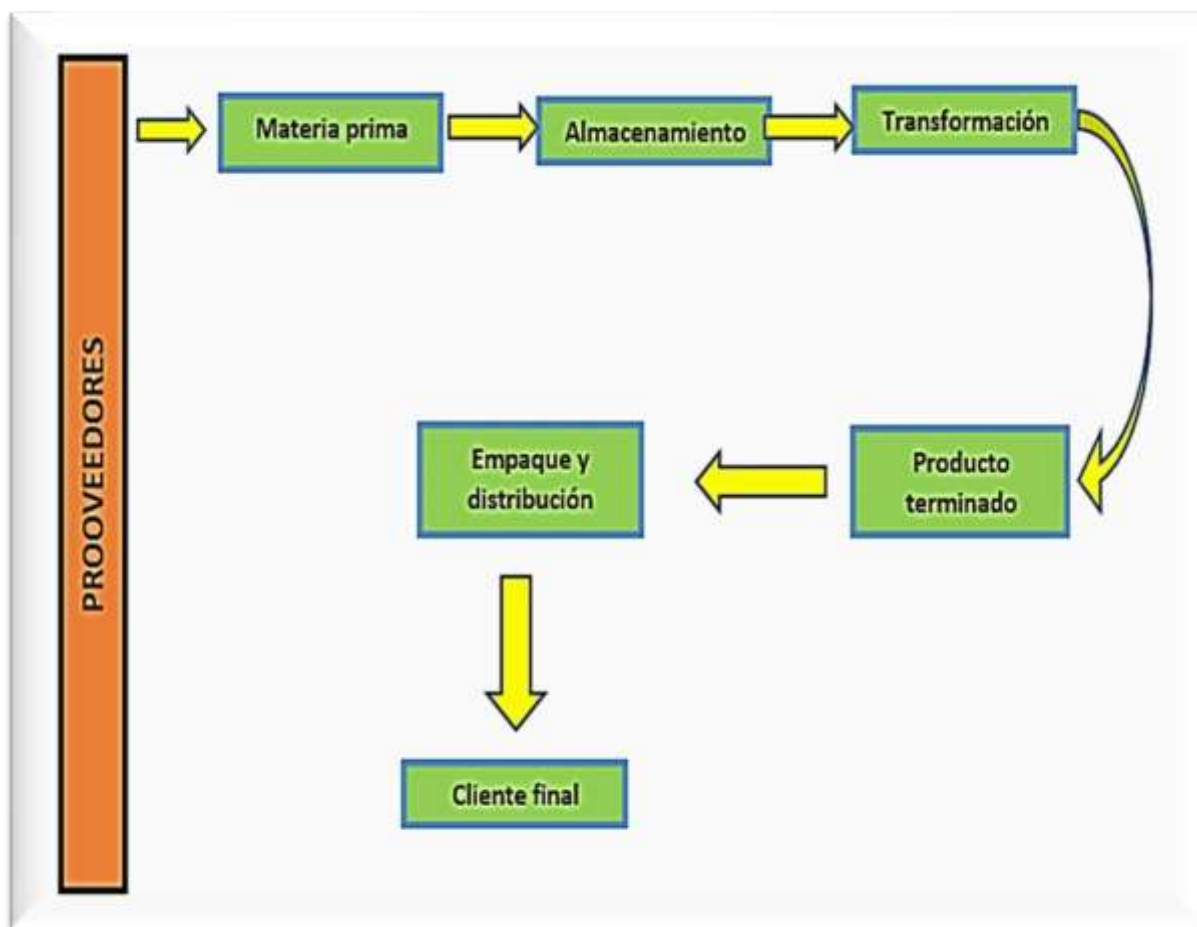 PROOVEEDORES
Materia prima
Almacenamiento
Transformación
Producto
terminado
Empaque y
distribución
Cliente final